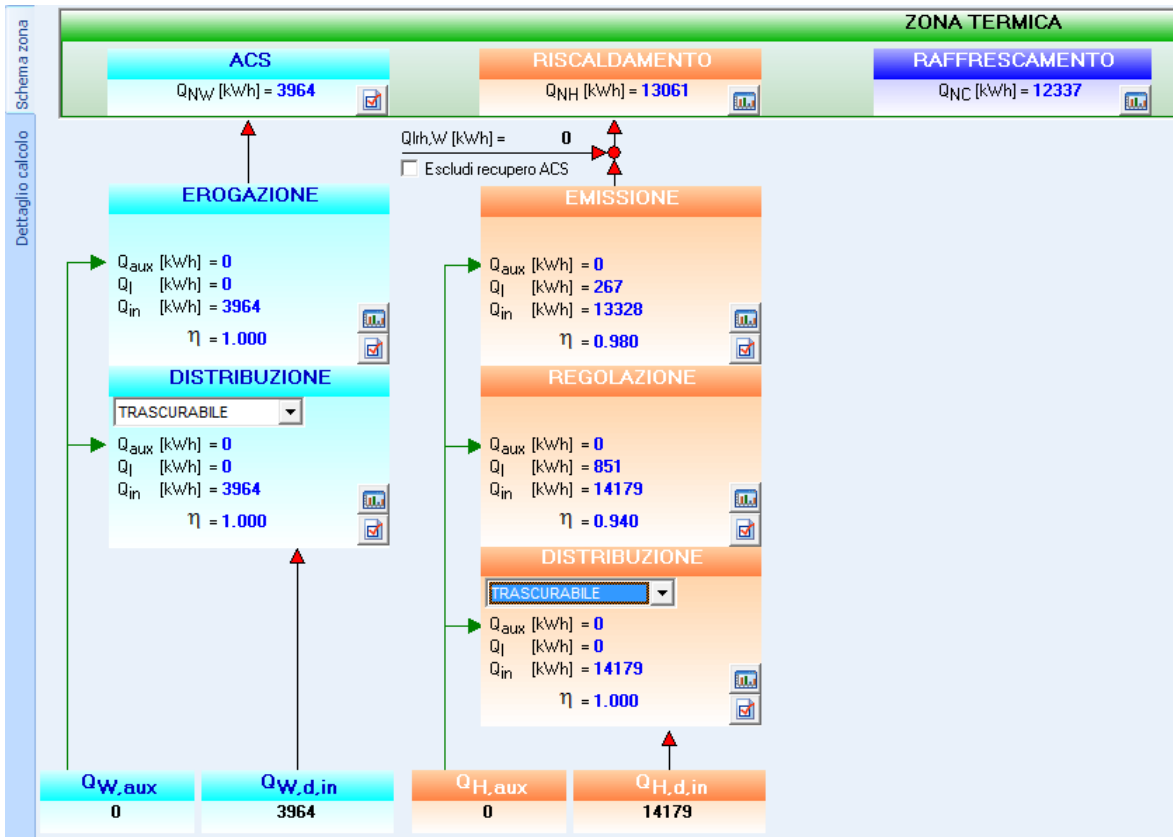 Schema zona
Dettaglio calcolo
ZONA TERMICA
ACS
QNW [kWh] = 3964
RISCALDAMENTO
QNH [kWh] = 13061
RAFFRESCAMENTO
QNC [kWh] = 12337
Qlrh,W [kWh] = 0
Escludi recupero ACS
EROGAZIONE
Qaux [kWh] = 0
Ql [kWh] = 0
Qin [kWh] = 3964
η = 1.000
DISTRIBUZIONE
TRASCURABILE
Qaux [kWh] = 0
Ql [kWh] = 0
Qin [kWh] = 3964
η = 1.000
EMISSIONE
Qaux [kWh] = 0
Ql [kWh] = 267
Qin [kWh] = 13328
η = 0.980
REGOLAZIONE
Qaux [kWh] = 0
Ql [kWh] = 851
Qin [kWh] = 14179
η = 0.940
DISTRIBUZIONE
TRASCURABILE
Qaux [kWh] = 0
Ql [kWh] = 0
Qin [kWh] = 14179
η = 1.000
QW,aux
0
QW,d,in
3964
QH,aux
0
QH,d,in
14179